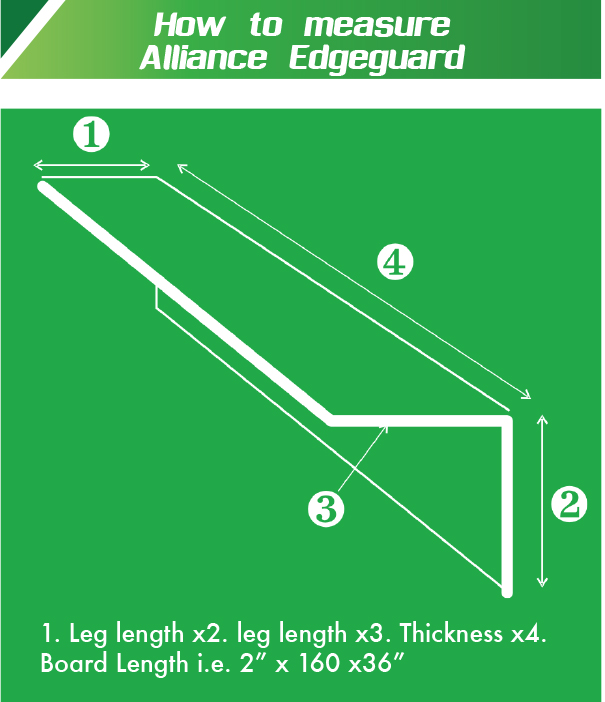 How to measure
Alliance Edgeguard
1
4
3
2
1. Leg length x2. leg length x3. Thickness x4.
Board Length i.e. 2” x 160 x36”